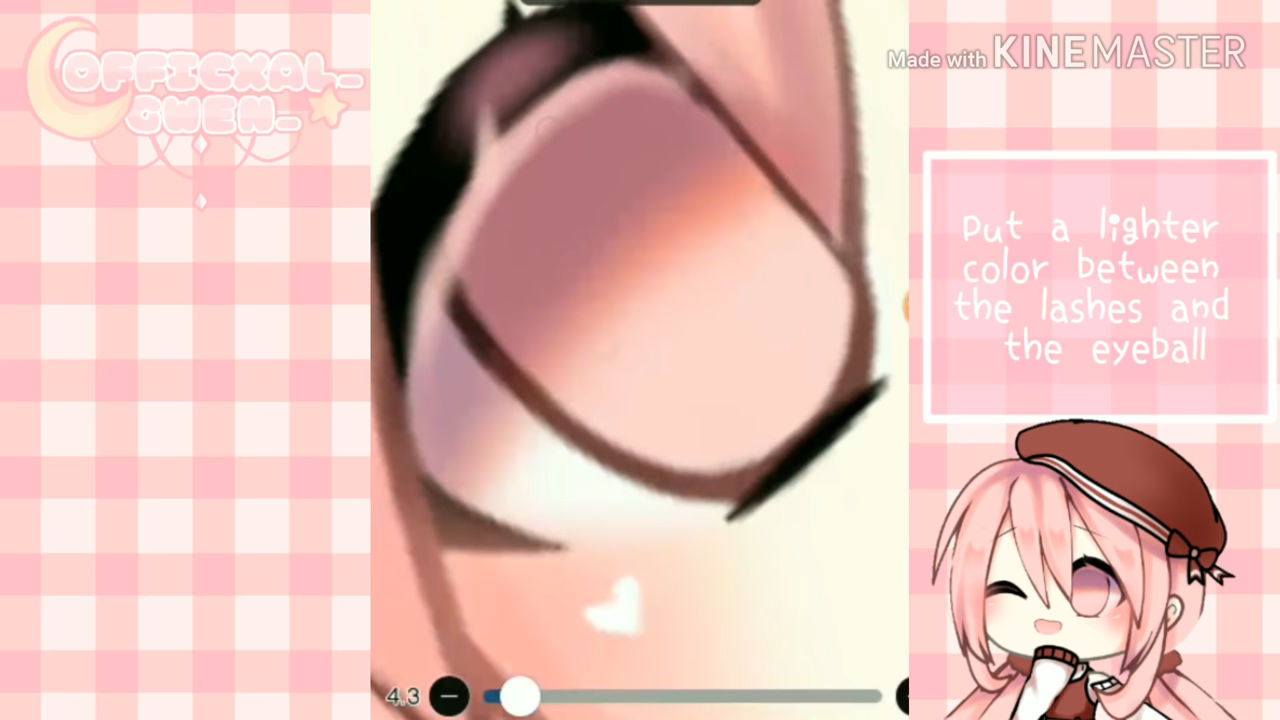 OFFICXAL-
GWEN-
Made with KINEMASTER
Put a lighter
color between
the lashes and
the eyeball
4.3